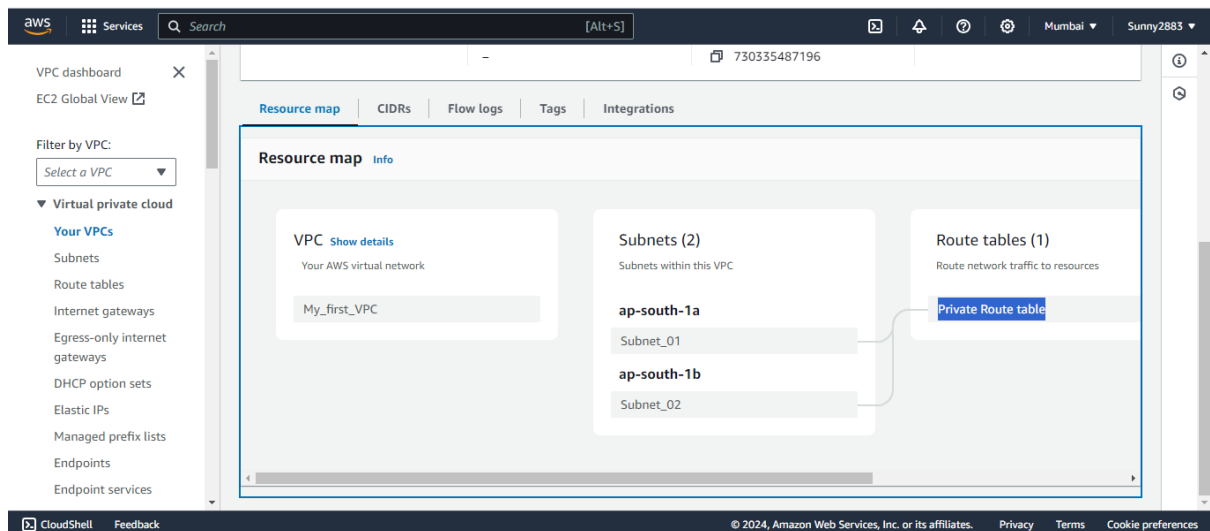 aws
Services
Search
[Alt+S]
Mumbai
Sunny2883
VPC dashboard
EC2 Global View
Filter by VPC:
Select a VPC
Virtual private cloud
Your VPCs
Subnets
Route tables
Internet gateways
Egress-only internet
gateways
DHCP option sets
Elastic IPs
Managed prefix lists
Endpoints
Endpoint services
–
730335487196
Resource map
CIDRs
Flow logs
Tags
Integrations
Resource map Info
VPC Show details
Your AWS virtual network
My_first_VPC
Subnets (2)
Subnets within this VPC
ap-south-1a
Subnet_01
ap-south-1b
Subnet_02
Route tables (1)
Route network traffic to resources
Private Route table
CloudShell
Feedback
© 2024, Amazon Web Services, Inc. or its affiliates.
Privacy
Terms
Cookie preferences